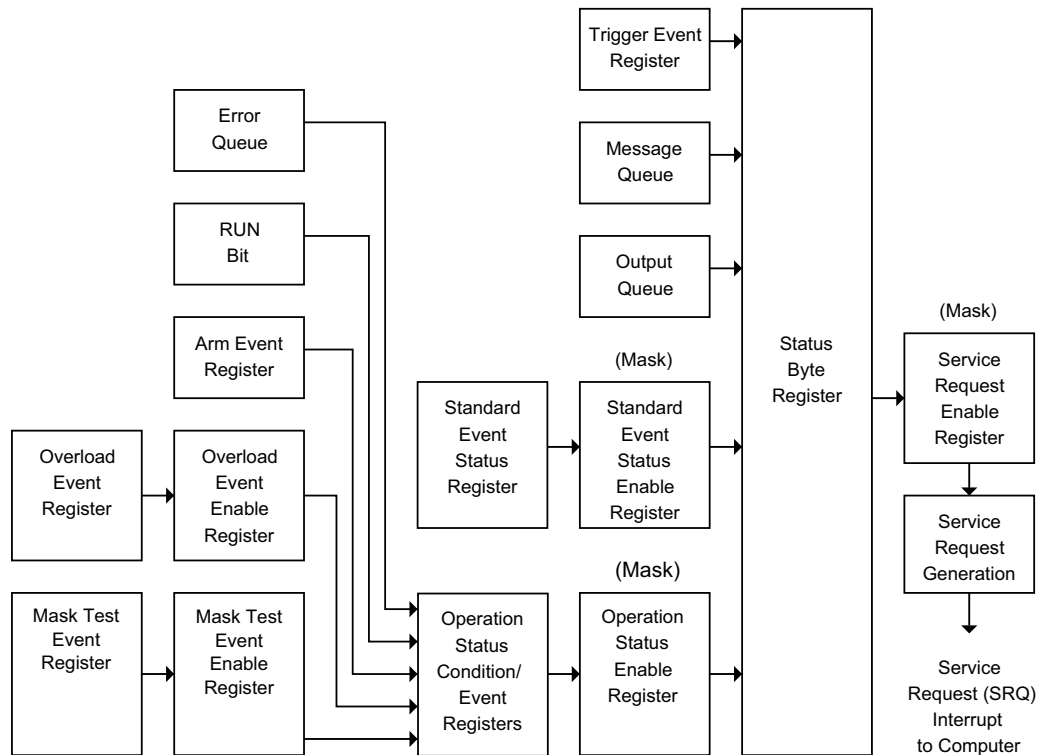 Trigger Event
Register
Error
Queue
Message
Queue
RUN
Bit
Output
Queue
Arm Event
Register
Status
Byte
Register
(Mask)
Service
Request
Enable
Register
(Mask)
Standard
Event
Status
Register
Standard
Event
Status
Enable
Register
Overload
Event
Register
Overload
Event
Enable
Register
Service
Request
Generation
(Mask)
Mask Test
Event
Register
Mask Test
Event
Enable
Register
Operation
Status
Condition/
Event
Registers
Operation
Status
Enable
Register
Service
Request (SRQ)
Interrupt
to Computer